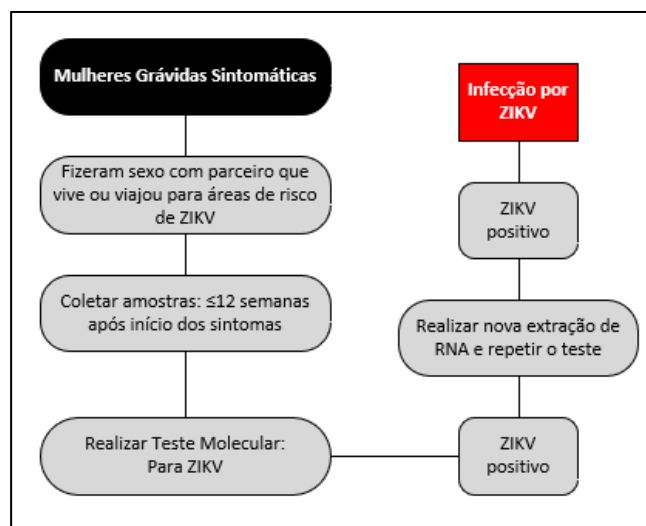 Mulheres Grávidas Sintomáticas
Fizeram sexo com parceiro que
vive ou viajou para áreas de risco
de ZIKV
Coletar amostras: ≤12 semanas
após início dos sintomas
Realizar Teste Molecular:
Para ZIKV
ZIKV
positivo
Realizar nova extração de
RNA e repetir o teste
ZIKV
positivo
Infecção por
ZIKV